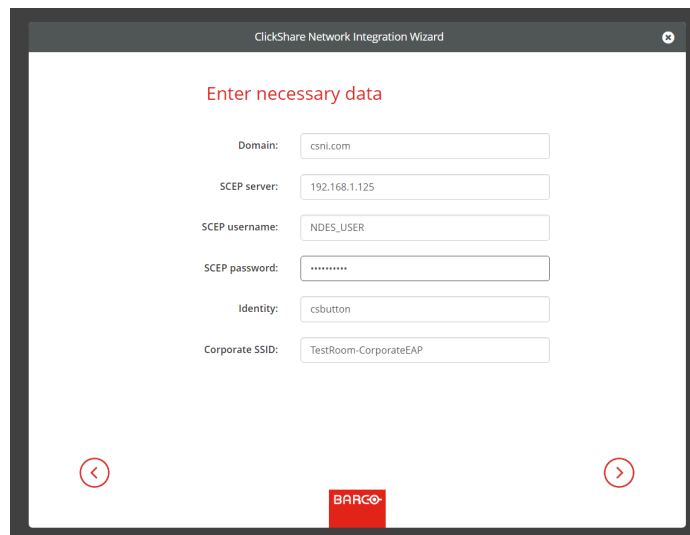 ClickShare Network Integration Wizard
Enter necessary data
Domain: csni.com
SCEP server: 192.168.1.125
SCEP username: NDES_USER
SCEP password: ••••••••••
Identity: csbutton
Corporate SSID: TestRoom-CorporateEAP
BARCO